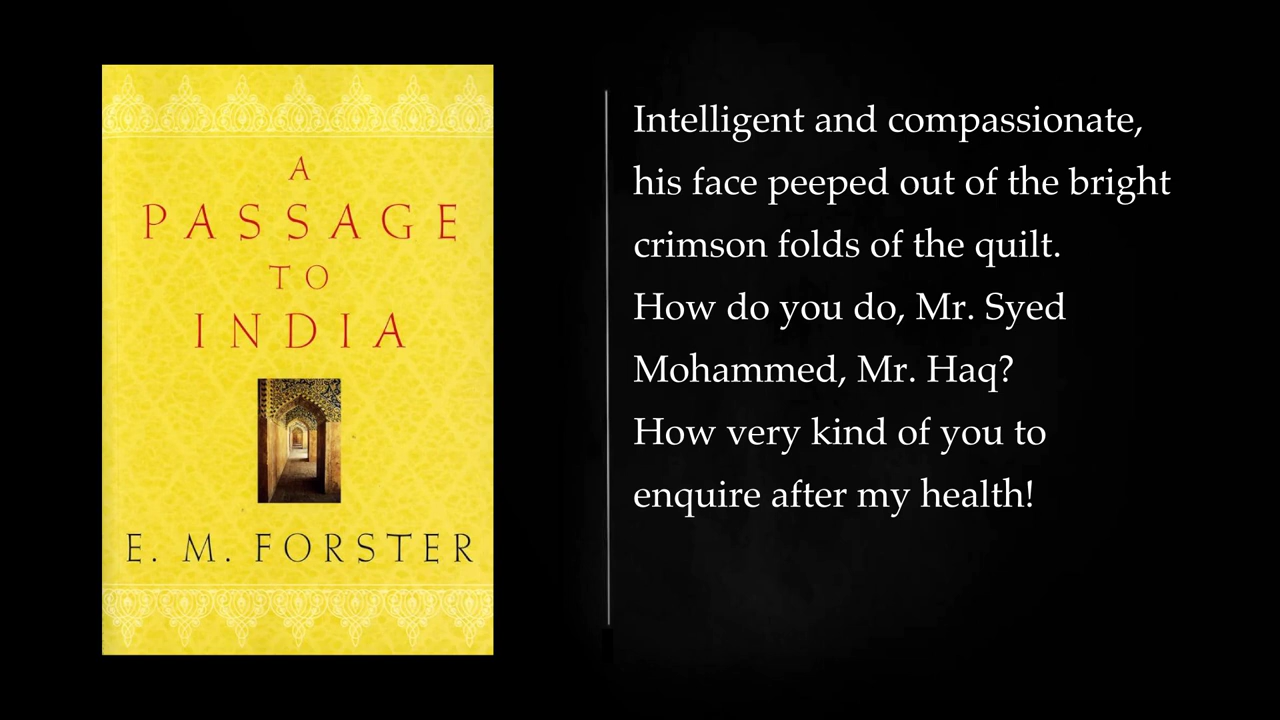 A
PASSAGE
TO
INDIA
E. M. FORSTER
Intelligent and compassionate,
his face peeped out of the bright
crimson folds of the quilt.
How do you do, Mr. Syed
Mohammed, Mr. Haq?
How very kind of you to
enquire after my health!